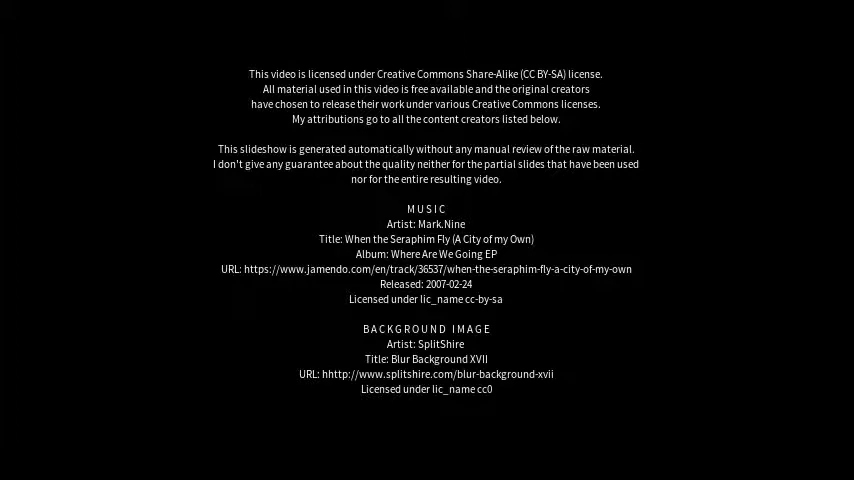 This video is licensed under Creative Commons Share-Alike (CC BY-SA) license.
All material used in this video is free available and the original creators
have chosen to release their work under various Creative Commons licenses.
My attributions go to all the content creators listed below.
This slideshow is generated automatically without any manual review of the raw material.
I don't give any guarantee about the quality neither for the partial slides that have been used
nor for the entire resulting video.
MUSIC
Artist: Mark.Nine
Title: When the Seraphim Fly (A City of my Own)
Album: Where Are We Going EP
URL: https://www.jamendo.com/en/track/36537/when-the-seraphim-fly-a-city-of-my-own
Released: 2007-02-24
Licensed under lic_name cc-by-sa
BACKGROUND IMAGE
Artist: SplitShire
Title: Blur Background XVII
URL: hhttp://www.splitshire.com/blur-background-xvii
Licensed under lic_name cc0